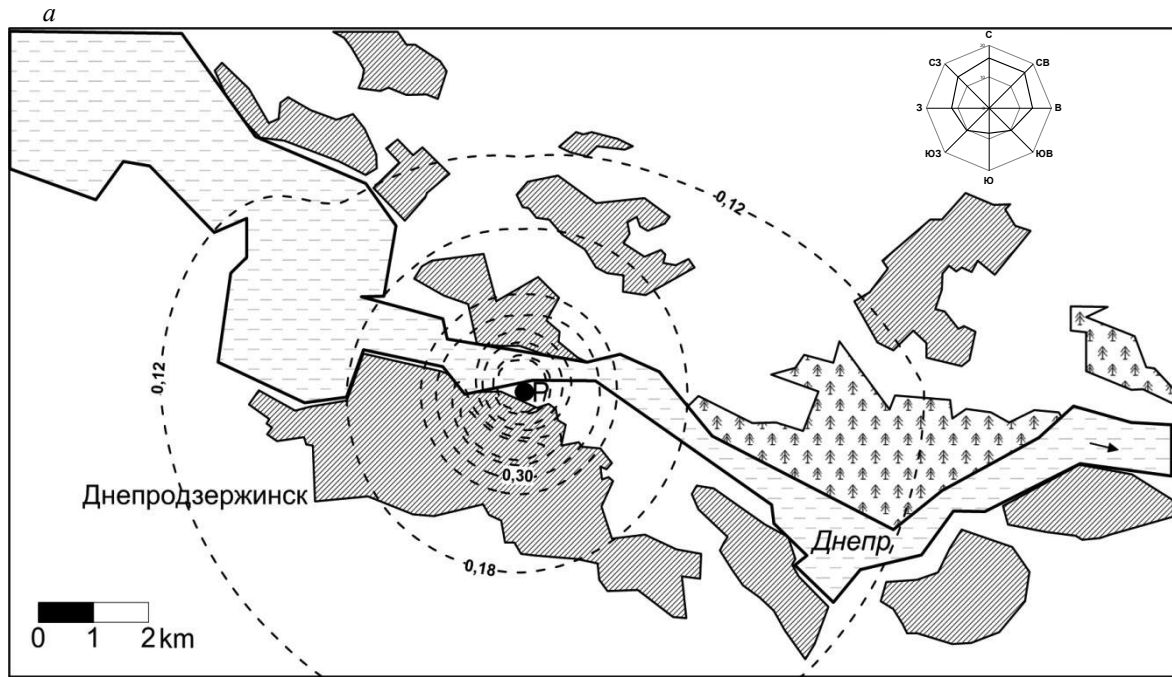 а
С
СЗ
СВ
З
В
ЮЗ
ЮВ
Ю
0,12
0,12
P
0,30
Днепродзержинск
Днепр
0,18
0 1 2 km